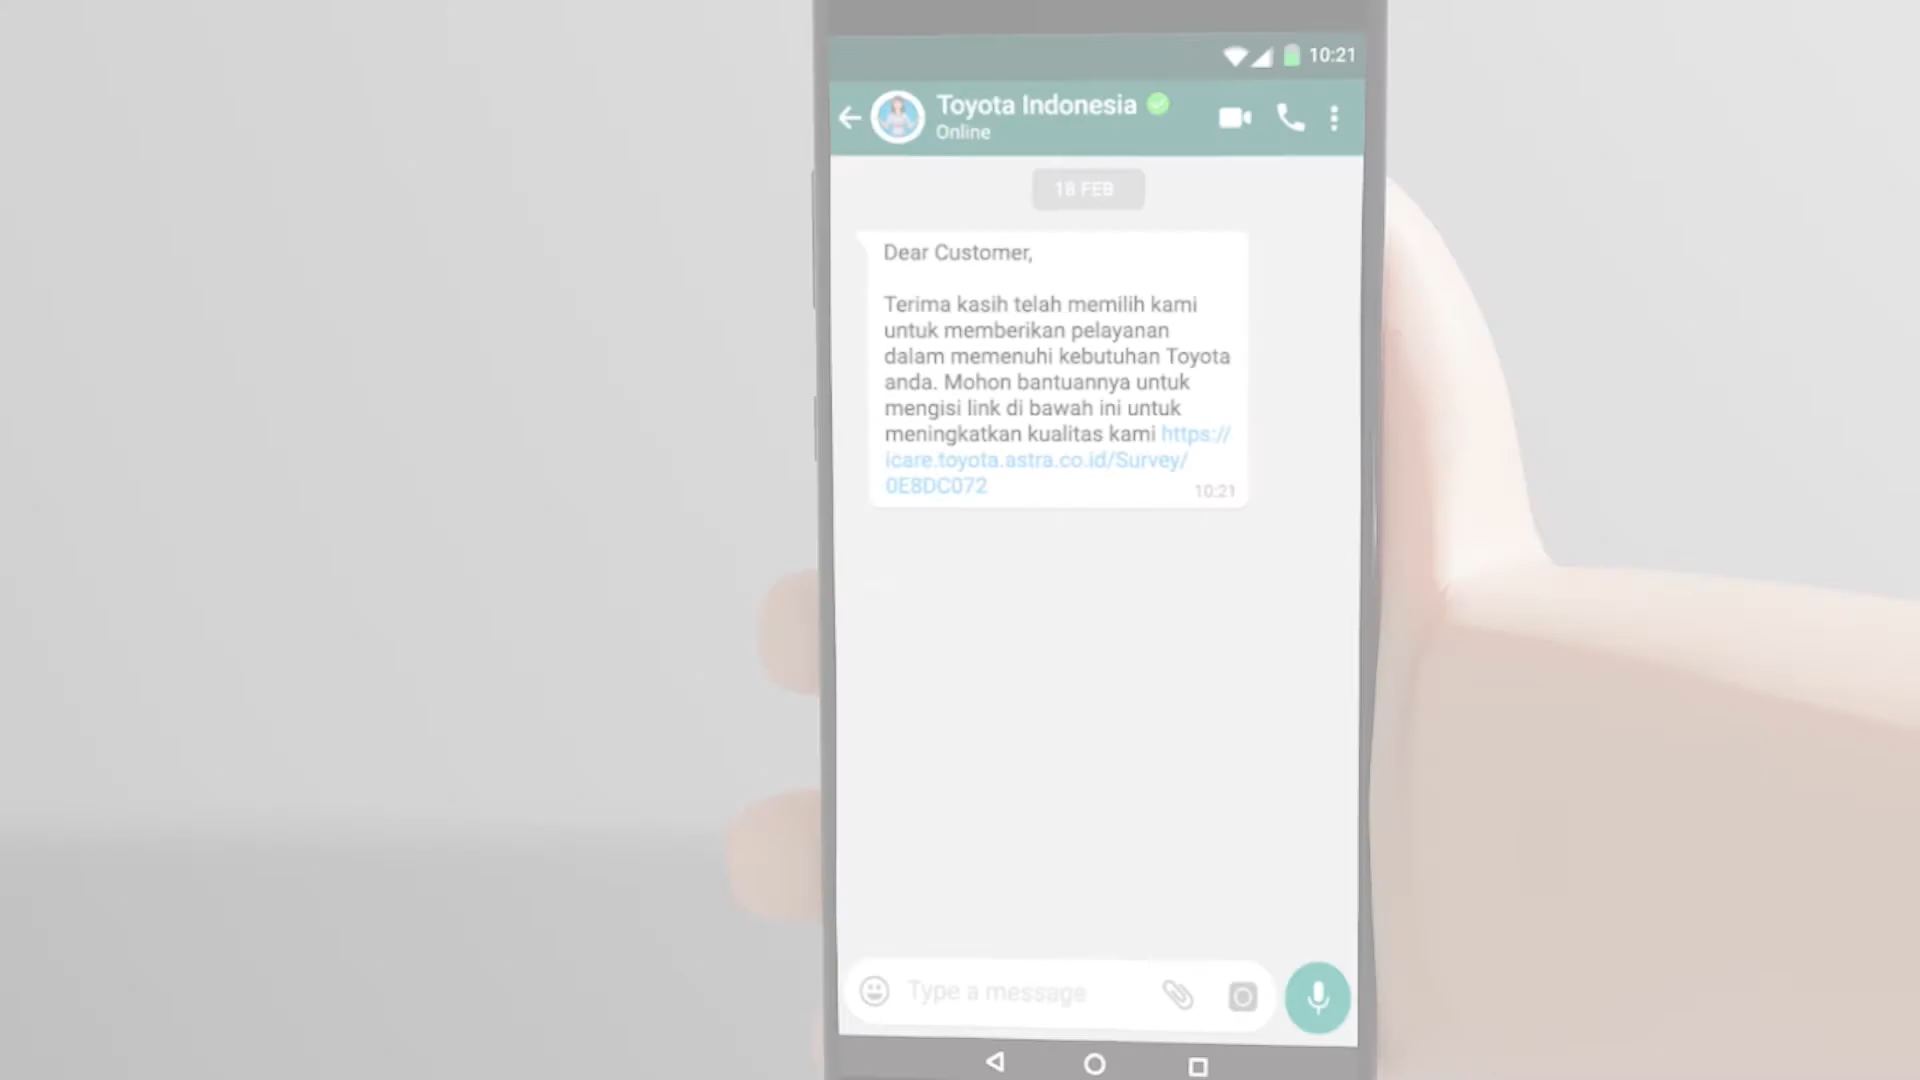 10:21
Toyota Indonesia
Online
18 FEB
Dear Customer,
Terima kasih telah memilih kami
untuk memberikan pelayanan
dalam memenuhi kebutuhan Toyota
anda. Mohon bantuannya untuk
mengisi link di bawah ini untuk
meningkatkan kualitas kami https://
icare.toyota.astra.co.id/Survey/
0E8DC072
10:21
Type a message